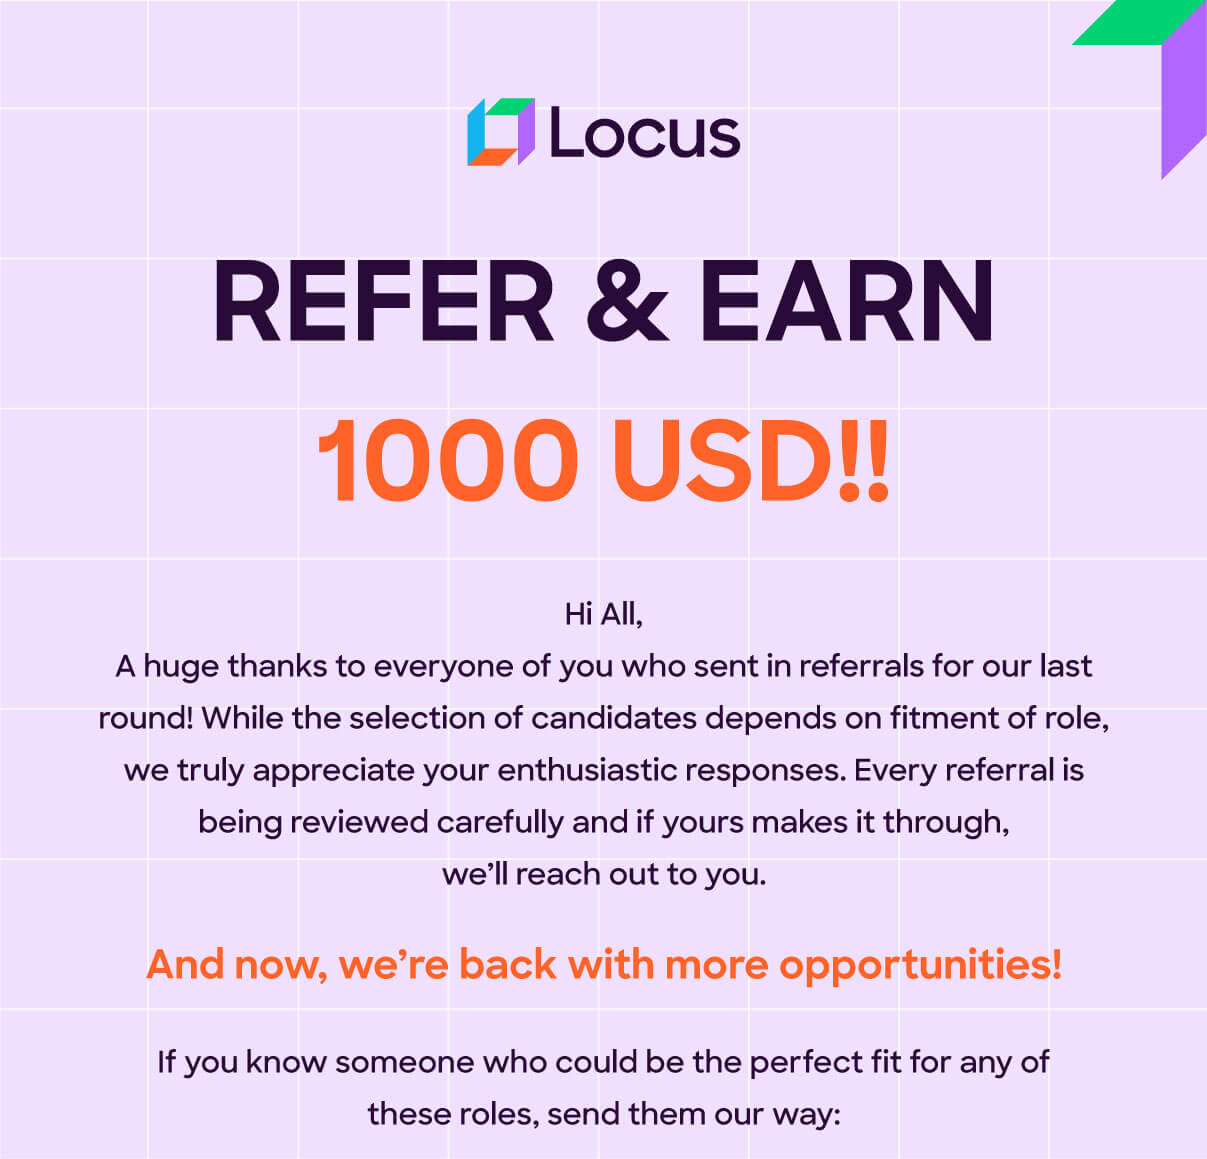 Locus
REFER & EARN
1000 USD!!
Hi All,
A huge thanks to everyone of you who sent in referrals for our last
round! While the selection of candidates depends on fitment of role,
we truly appreciate your enthusiastic responses. Every referral is
being reviewed carefully and if yours makes it through,
we’ll reach out to you.
And now, we’re back with more opportunities!
If you know someone who could be the perfect fit for any of
these roles, send them our way: